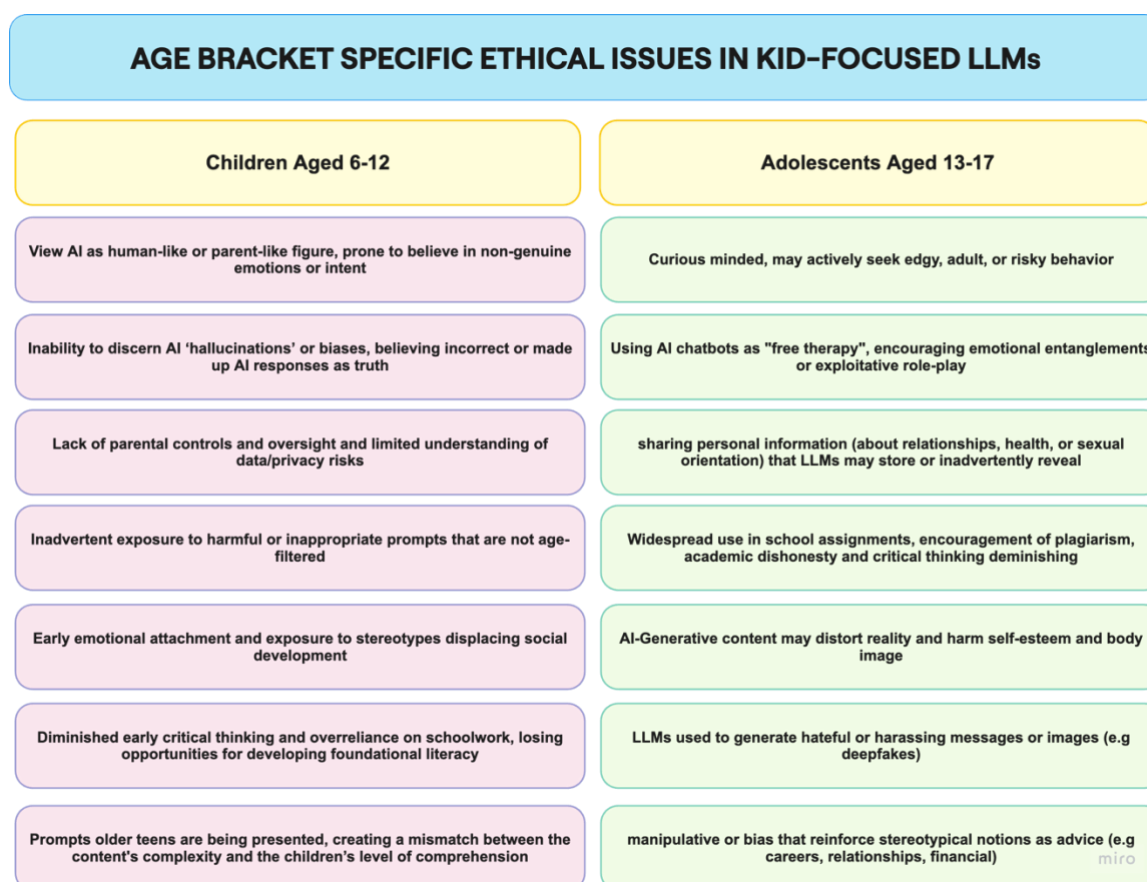 AGE BRACKET SPECIFIC ETHICAL ISSUES IN KID-FOCUSED LLMs
Children Aged 6-12
Adolescents Aged 13-17
View AI as human-like or parent-like figure, prone to believe in non-genuine
emotions or intent
Curious minded, may actively seek edgy, adult, or risky behavior
Inability to discern AI ‘hallucinations’ or biases, believing incorrect or made
up AI responses as truth
Using AI chatbots as "free therapy", encouraging emotional entanglements
or exploitative role-play
Lack of parental controls and oversight and limited understanding of
data/privacy risks
sharing personal information (about relationships, health, or sexual
orientation) that LLMs may store or inadvertently reveal
Inadvertent exposure to harmful or inappropriate prompts that are not age-
filtered
Widespread use in school assignments, encouragement of plagiarism,
academic dishonesty and critical thinking deminishing
Early emotional attachment and exposure to stereotypes displacing social
development
AI-Generative content may distort reality and harm self-esteem and body
image
Diminished early critical thinking and overreliance on schoolwork, losing
opportunities for developing foundational literacy
LLMs used to generate hateful or harassing messages or images (e.g
deepfakes)
Prompts older teens are being presented, creating a mismatch between the
content's complexity and the children’s level of comprehension
manipulative or bias that reinforce stereotypical notions as advice (e.g
careers, relationships, financial)
miro